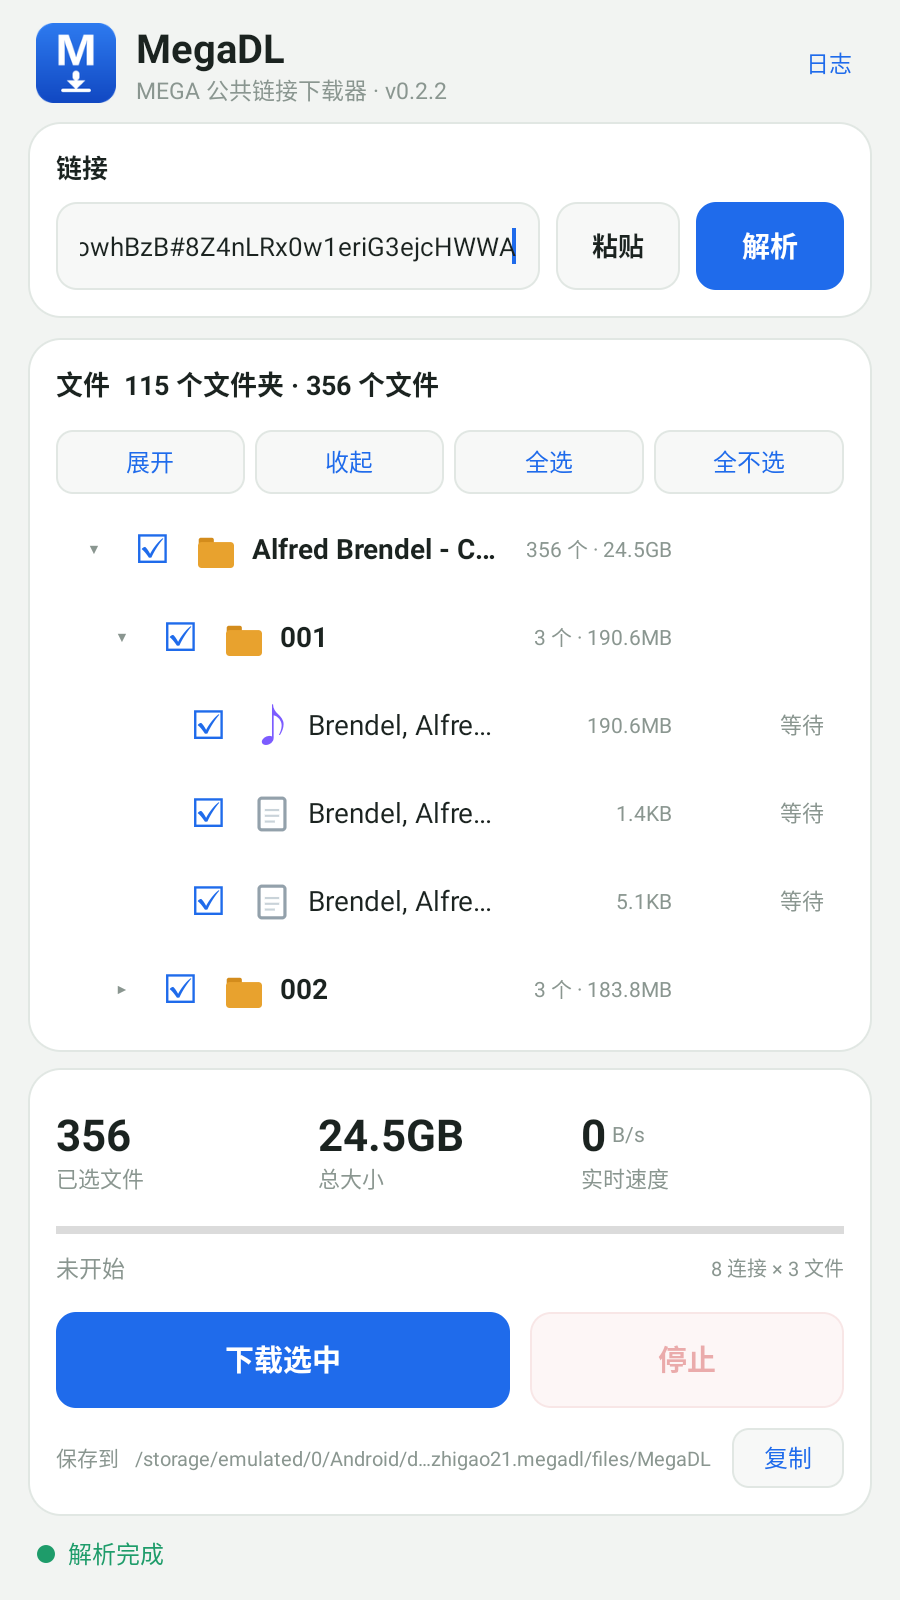 M
MegaDL
MEGA 公共链接下载器 · v0.2.2
日志
链接
whBzB#8Z4nLRx0w1eriG3ejcHWWA
粘贴
解析
文件 115 个文件夹 · 356 个文件
展开
收起
全选
全不选
Alfred Brendel - C... 356 个 · 24.5GB
001 3 个 · 190.6MB
Brendel, Alfre... 190.6MB 等待
Brendel, Alfre... 1.4KB 等待
Brendel, Alfre... 5.1KB 等待
002 3 个 · 183.8MB
356
已选文件
24.5GB
总大小
0 B/s
实时速度
未开始
8 连接 × 3 文件
下载选中
停止
保存到 /storage/emulated/0/Android/d...zhigao21.megadl/files/MegaDL
复制
解析完成